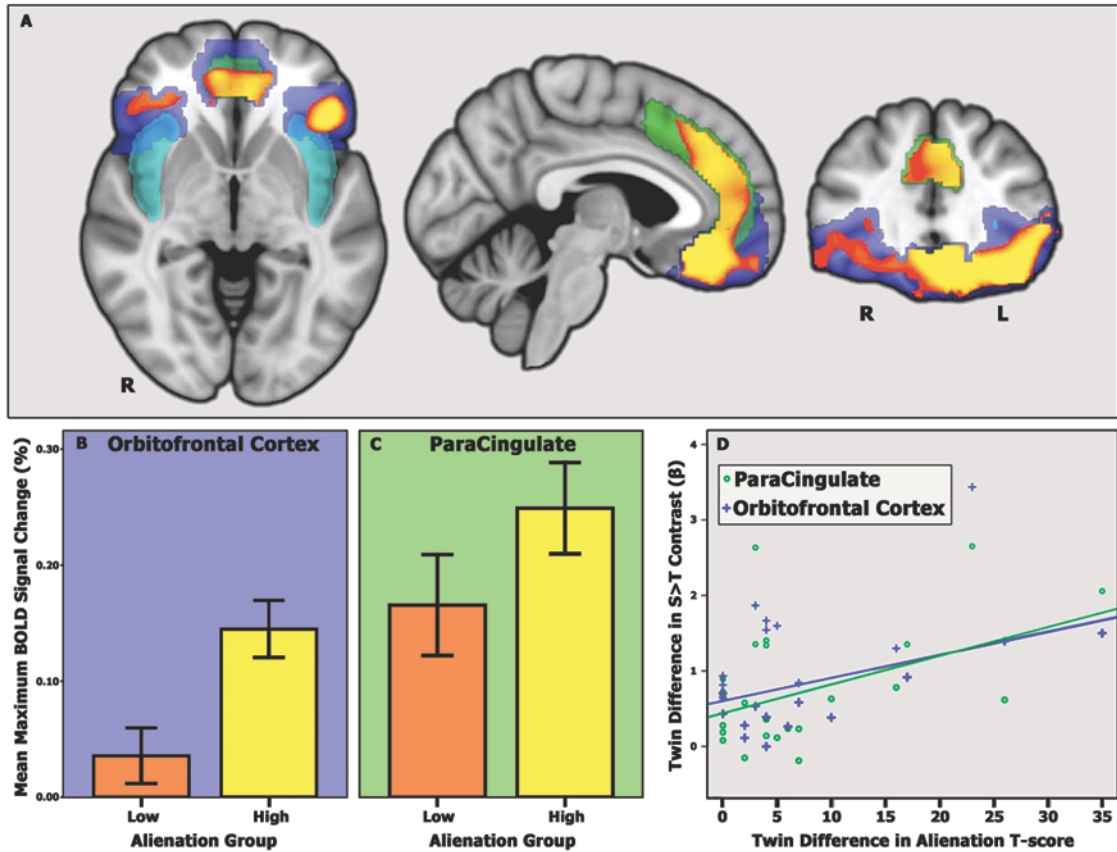 A
R
R L
B Orbitofrontal Cortex
C ParaCingulate
D
Mean Maximum BOLD Signal Change (%)
0.30
0.20
0.10
0.00
Low High
Alienation Group
Low High
Alienation Group
Twin Difference in S>T Contrast (β)
4
3
2
1
0
ParaCingulate
Orbitofrontal Cortex
0 5 10 15 20 25 30 35
Twin Difference in Alienation T-score